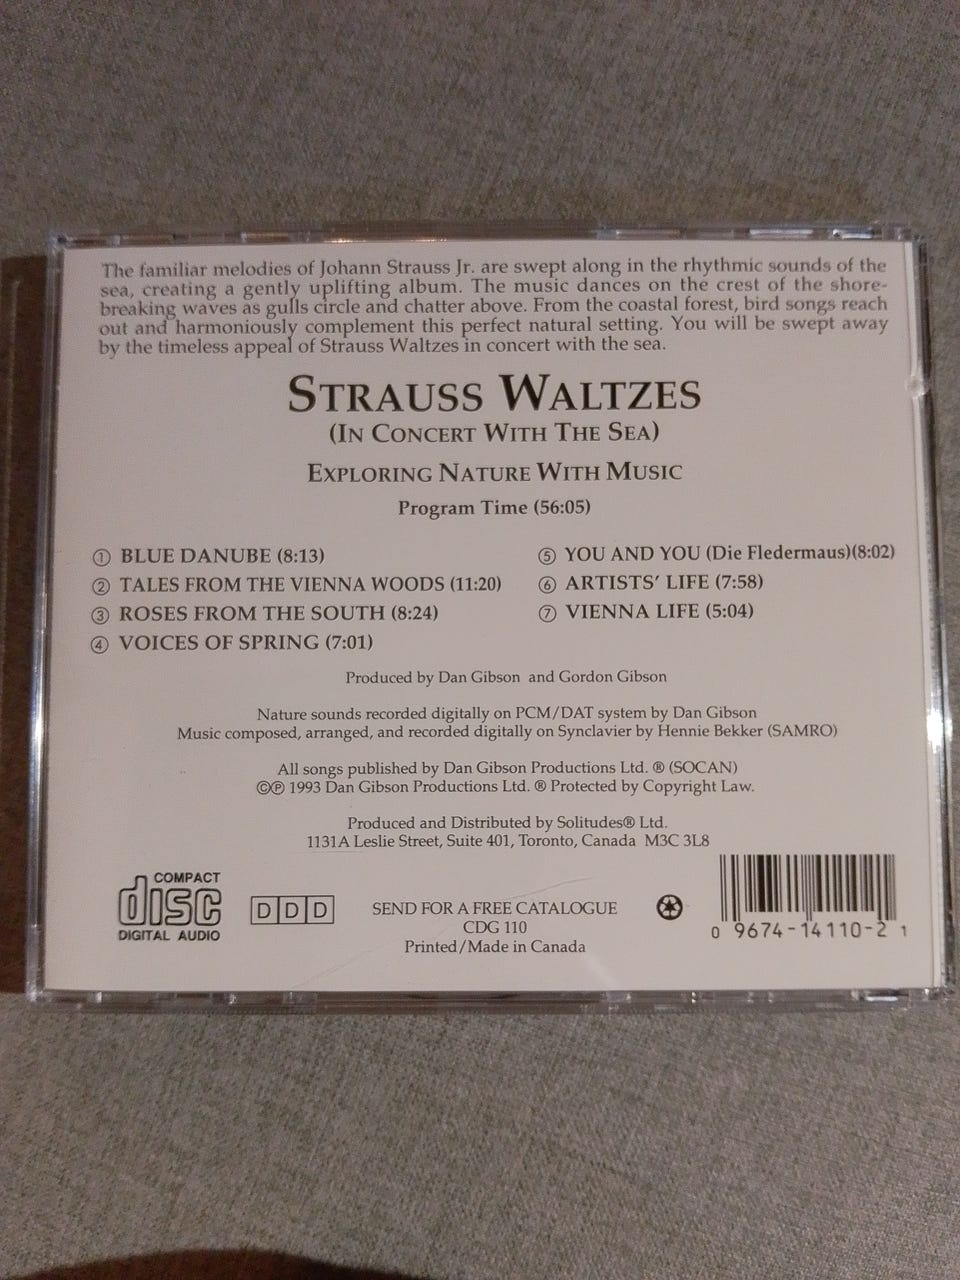 The familiar melodies of Johann Strauss Jr. are swept along in the rhythmic sounds of the
sea, creating a gently uplifting album. The music dances on the crest of the shore-
breaking waves as gulls circle and chatter above. From the coastal forest, bird songs reach
out and harmoniously complement this perfect natural setting. You will be swept away
by the timeless appeal of Strauss Waltzes in concert with the sea.
STRAUSS WALTZES
(IN CONCERT WITH THE SEA)
EXPLORING NATURE WITH MUSIC
Program Time (56:05)
① BLUE DANUBE (8:13)
② TALES FROM THE VIENNA WOODS (11:20)
③ ROSES FROM THE SOUTH (8:24)
④ VOICES OF SPRING (7:01)
⑤ YOU AND YOU (Die Fledermaus)(8:02)
⑥ ARTISTS' LIFE (7:58)
⑦ VIENNA LIFE (5:04)
Produced by Dan Gibson and Gordon Gibson
Nature sounds recorded digitally on PCM/DAT system by Dan Gibson
Music composed, arranged, and recorded digitally on Synclavier by Hennie Bekker (SAMRO)
All songs published by Dan Gibson Productions Ltd. ® (SOCAN)
©℗ 1993 Dan Gibson Productions Ltd. ® Protected by Copyright Law.
Produced and Distributed by Solitudes® Ltd.
1131A Leslie Street, Suite 401, Toronto, Canada M3C 3L8
COMPACT
disc
DIGITAL AUDIO
DDD
SEND FOR A FREE CATALOGUE
CDG 110
Printed/Made in Canada
0 9674-14110-2 1